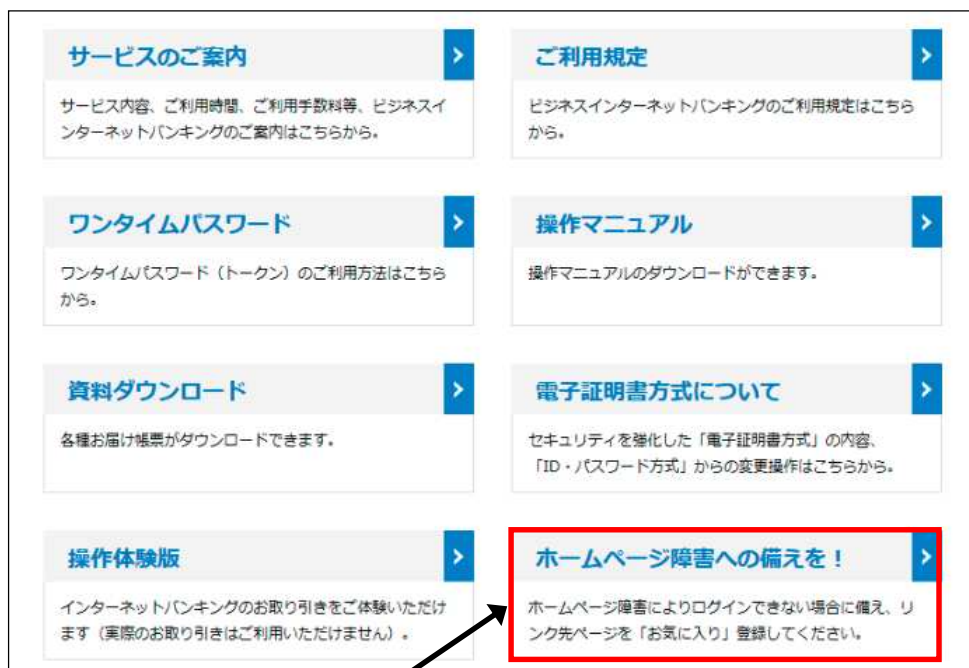 サービスのご案内
サービス内容、ご利用時間、ご利用手数料等、ビジネスイ
ンターネットバンキングのご案内はこちらから。
ご利用規定
ビジネスインターネットバンキングのご利用規定はこちら
から。
ワンタイムパスワード
ワンタイムパスワード（トークン）のご利用方法はこちら
から。
操作マニュアル
操作マニュアルのダウンロードができます。
資料ダウンロード
各種お届け帳票がダウンロードできます。
電子証明書方式について
セキュリティを強化した「電子証明書方式」の内容、
「ID・パスワード方式」からの変更操作はこちらから。
操作体験版
インターネットバンキングのお取り引きをご体験いただけ
ます（実際のお取り引きはご利用いただけません）。
ホームページ障害への備えを！
ホームページ障害によりログインできない場合に備え、リ
ンク先ページを「お気に入り」登録してください。